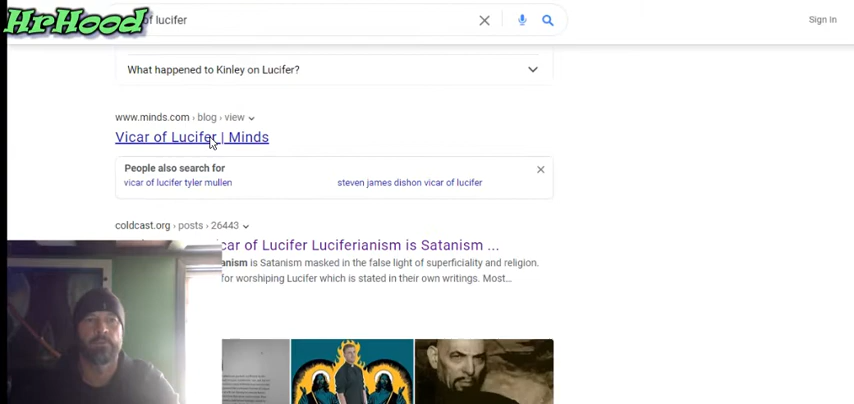 HrHood
of lucifer
Sign in
What happened to Kinley on Lucifer?
www.minds.com › blog › view
Vicar of Lucifer | Minds
People also search for
vicar of lucifer tyler mullen
steven james dishon vicar of lucifer
coldcast.org › posts › 26443
car of Lucifer Luciferianism is Satanism ...
anism is Satanism masked in the false light of superficiality and religion.
for worshiping Lucifer which is stated in their own writings. Most...